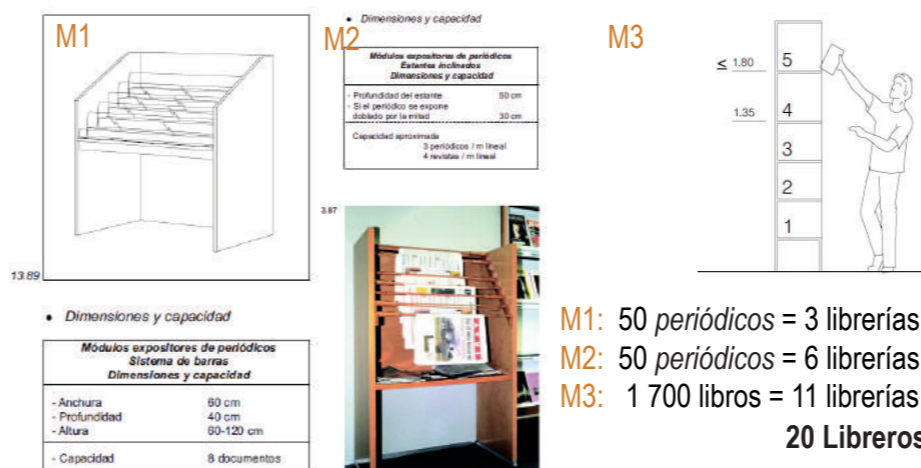 M1
13.89
• Dimensiones y capacidad
Módulos expositores de periódicos
Sistema de barras
Dimensiones y capacidad
- Anchura 60 cm
- Profundidad 40 cm
- Altura 60-120 cm
- Capacidad 8 documentos
• Dimensiones y capacidad
M2
Módulos expositores de periódicos
Estantes inclinados
Dimensiones y capacidad
- Profundidad del estante 50 cm
- Si el periódico se expone
doblado por la mitad 30 cm
Capacidad aproximada
3 periódicos / m lineal
4 revistas / m lineal
3.87
M3
≤ 1.80
1.35
5
4
3
2
1
M1: 50 periódicos = 3 librerías
M2: 50 periódicos = 6 librerías
M3: 1 700 libros = 11 librerías
20 Libreros